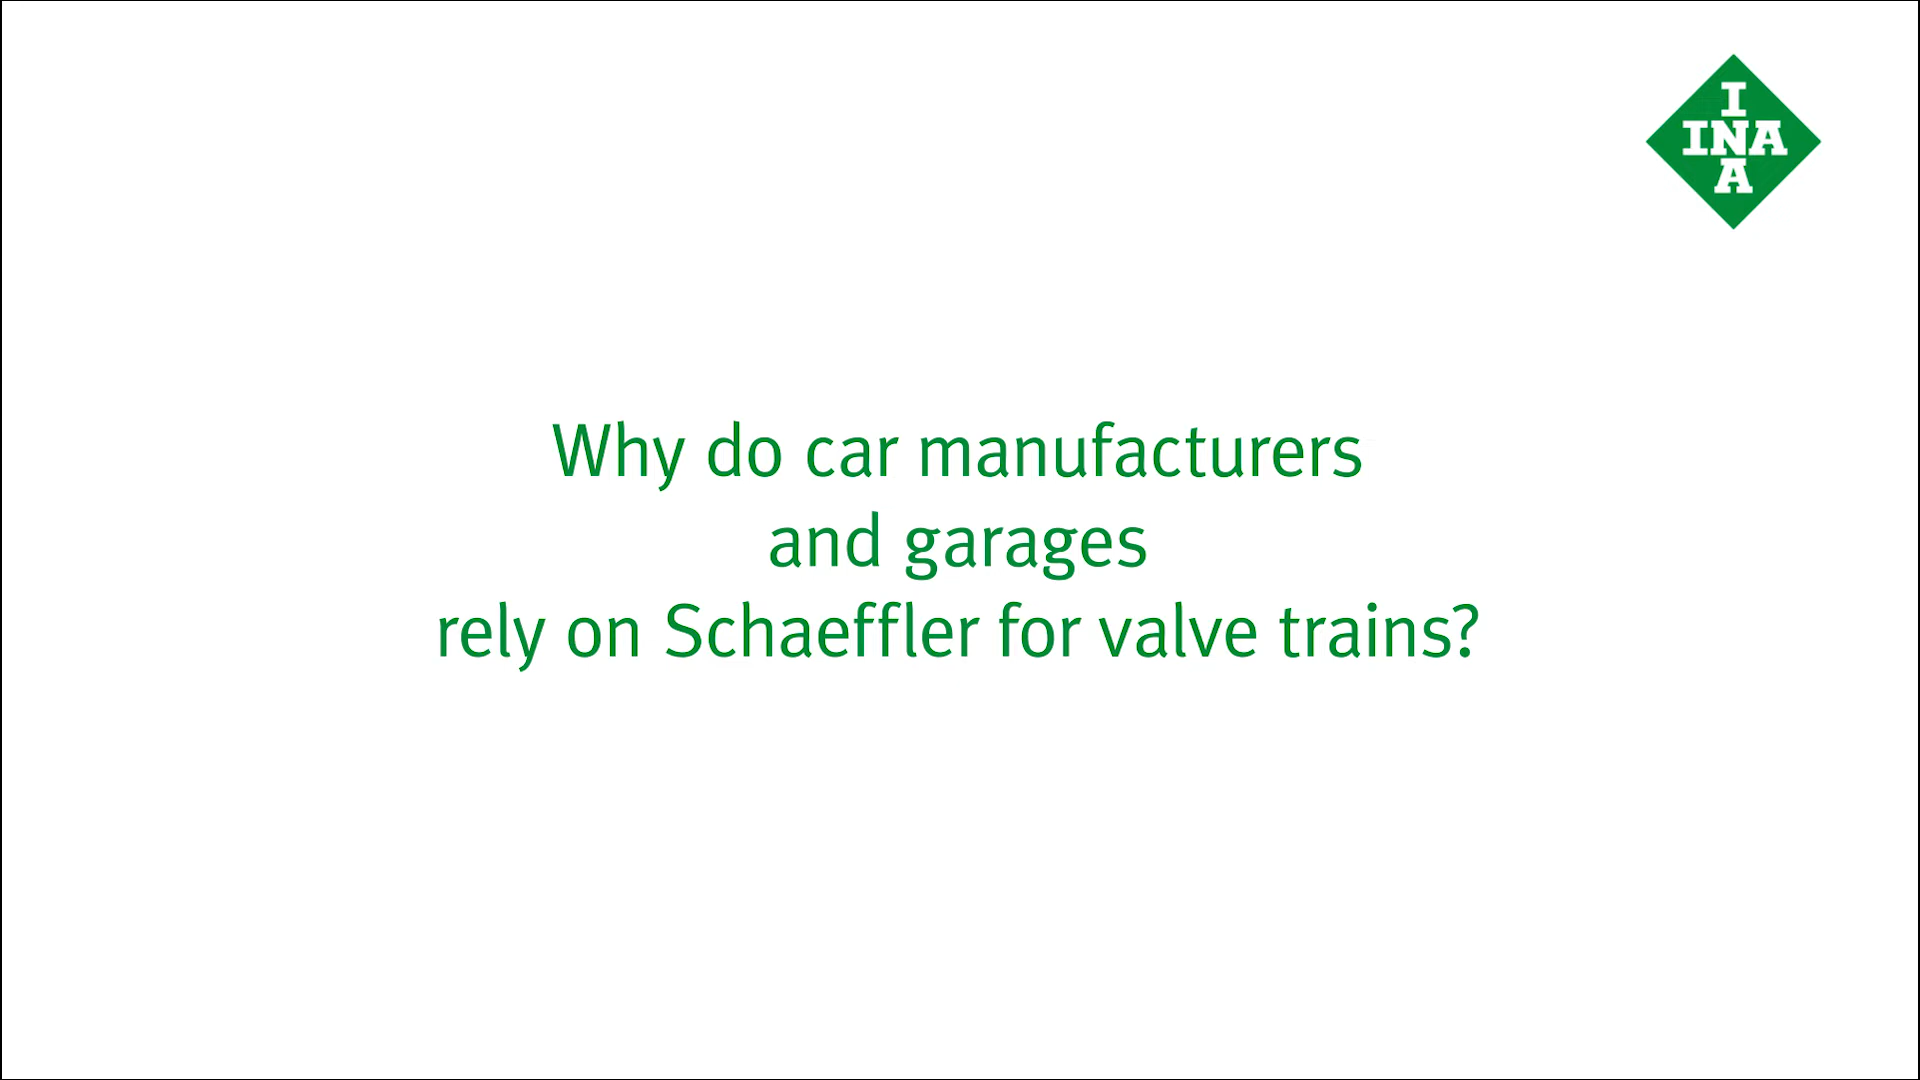 I
INA
A
Why do car manufacturers
and garages
rely on Schaeffler for valve trains?